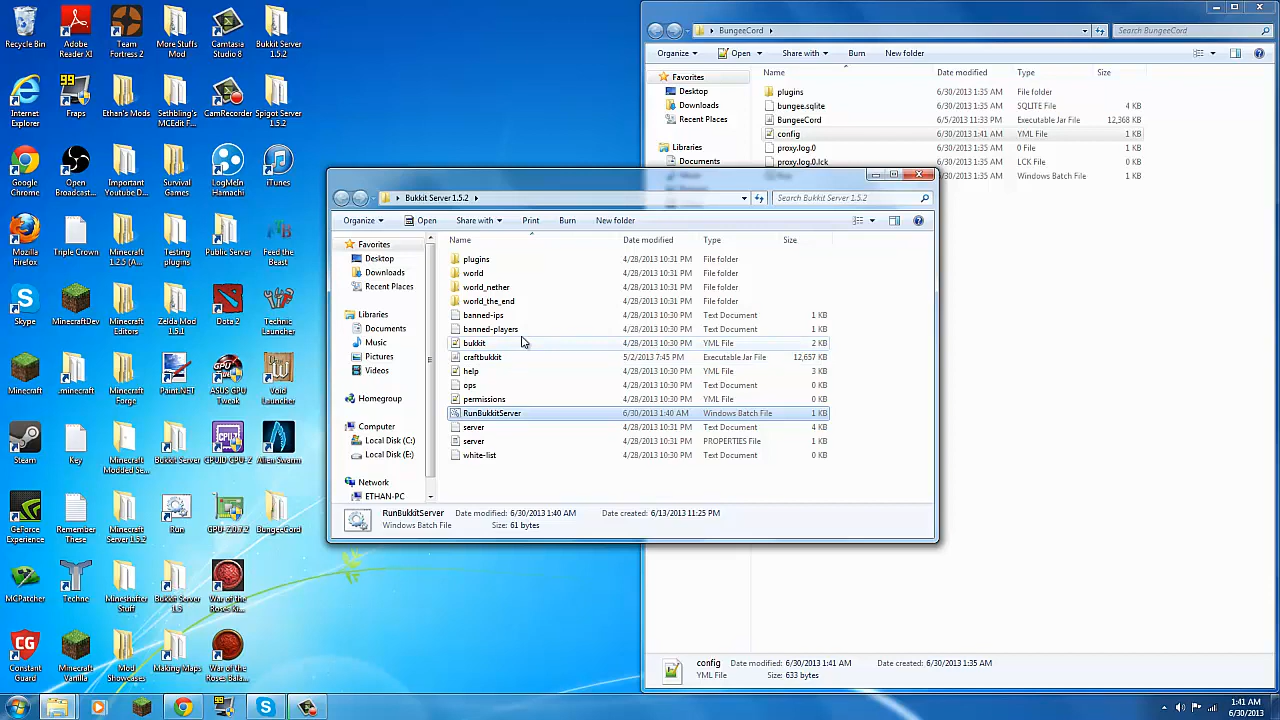 Recycle Bin
Adobe Reader XI
Team Fortress 2
More Stuffs Mod
Camtasia Studio 8
Bukkit Server 1.5.2
Internet Explorer
Fraps
Ethan's Mods
Sethbling's MCEdit F...
CamRecorder
Spigot Server 1.5.2
Google Chrome
Open Broadcaster...
Important Youtube D...
Survival Games
LogMeIn Hamachi
iTunes
Mozilla Firefox
Triple Crown
Minecraft 1.2.5 (A...
Testing plugins
Public Server
Feed the Beast
Skype
MinecraftDev
Minecraft Editors
Zelda Mod 1.5.1
Dota 2
Technic Launcher
Minecraft
.minecraft
Minecraft Forge
Paint.NET
ASUS GPU Tweak
Void Launcher
Steam
Key
Minecraft Modded Se...
Bukkit Server
CPUID GPU-Z
Alien Swarm
GeForce Experience
Remember These
Minecraft Server 1.5.2
Run
GPU-Z.0.7.2
BungeeCord
MCPatcher
Techne
Mineshafter Stuff
Bukkit Server 1.5
War of the Roses Ki...
Constant Guard
Minecraft Vanilla
Mod Showcases
Making Maps
War of the Roses Bala...
BungeeCord
Search BungeeCord
Organize
Open
Share with
Burn
New folder
Favorites
Desktop
Downloads
Recent Places
Libraries
Documents
Name
Date modified
Type
Size
plugins 6/30/2013 1:35 AM File folder
bungee.sqlite 6/30/2013 1:35 AM SQLITE File 4 KB
BungeeCord 6/5/2013 1:33 PM Executable Jar File 12,368 KB
config 6/30/2013 1:41 AM YML File 1 KB
proxy.log.0 6/30/2013 1:35 AM 0 File 1 KB
proxy.log.0.lck 6/30/2013 1:35 AM LCK File 0 KB
6/30/2013 1:35 AM Windows Batch File 1 KB
Bukkit Server 1.5.2
Search Bukkit Server 1.5.2
Organize
Open
Share with
Print
Burn
New folder
Favorites
Desktop
Downloads
Recent Places
Libraries
Documents
Music
Pictures
Videos
Homegroup
Computer
Local Disk (C:)
Local Disk (E:)
Network
ETHAN-PC
Name
Date modified
Type
Size
plugins 4/28/2013 10:31 PM File folder
world 4/28/2013 10:31 PM File folder
world_nether 4/28/2013 10:31 PM File folder
world_the_end 4/28/2013 10:31 PM File folder
banned-ips 4/28/2013 10:31 PM Text Document 1 KB
banned-players 4/28/2013 10:31 PM Text Document 1 KB
bukkit 4/28/2013 10:30 PM YML File 2 KB
craftbukkit 5/2/2013 7:45 PM Executable Jar File 12,657 KB
help 4/28/2013 10:31 PM YML File 3 KB
ops 4/28/2013 10:30 PM Text Document 0 KB
permissions 4/28/2013 10:31 PM YML File 0 KB
RunBukkitServer 6/30/2013 1:40 AM Windows Batch File 1 KB
server 4/28/2013 10:31 PM Text Document 4 KB
server 4/28/2013 10:31 PM PROPERTIES File 1 KB
white-list 4/28/2013 10:30 PM Text Document 0 KB
RunBukkitServer Date modified: 6/30/2013 1:40 AM Date created: 6/13/2013 11:25 PM
Windows Batch File Size: 61 bytes
config Date modified: 6/30/2013 1:41 AM Date created: 6/30/2013 1:35 AM
YML File Size: 633 bytes
1:41 AM
6/30/2013